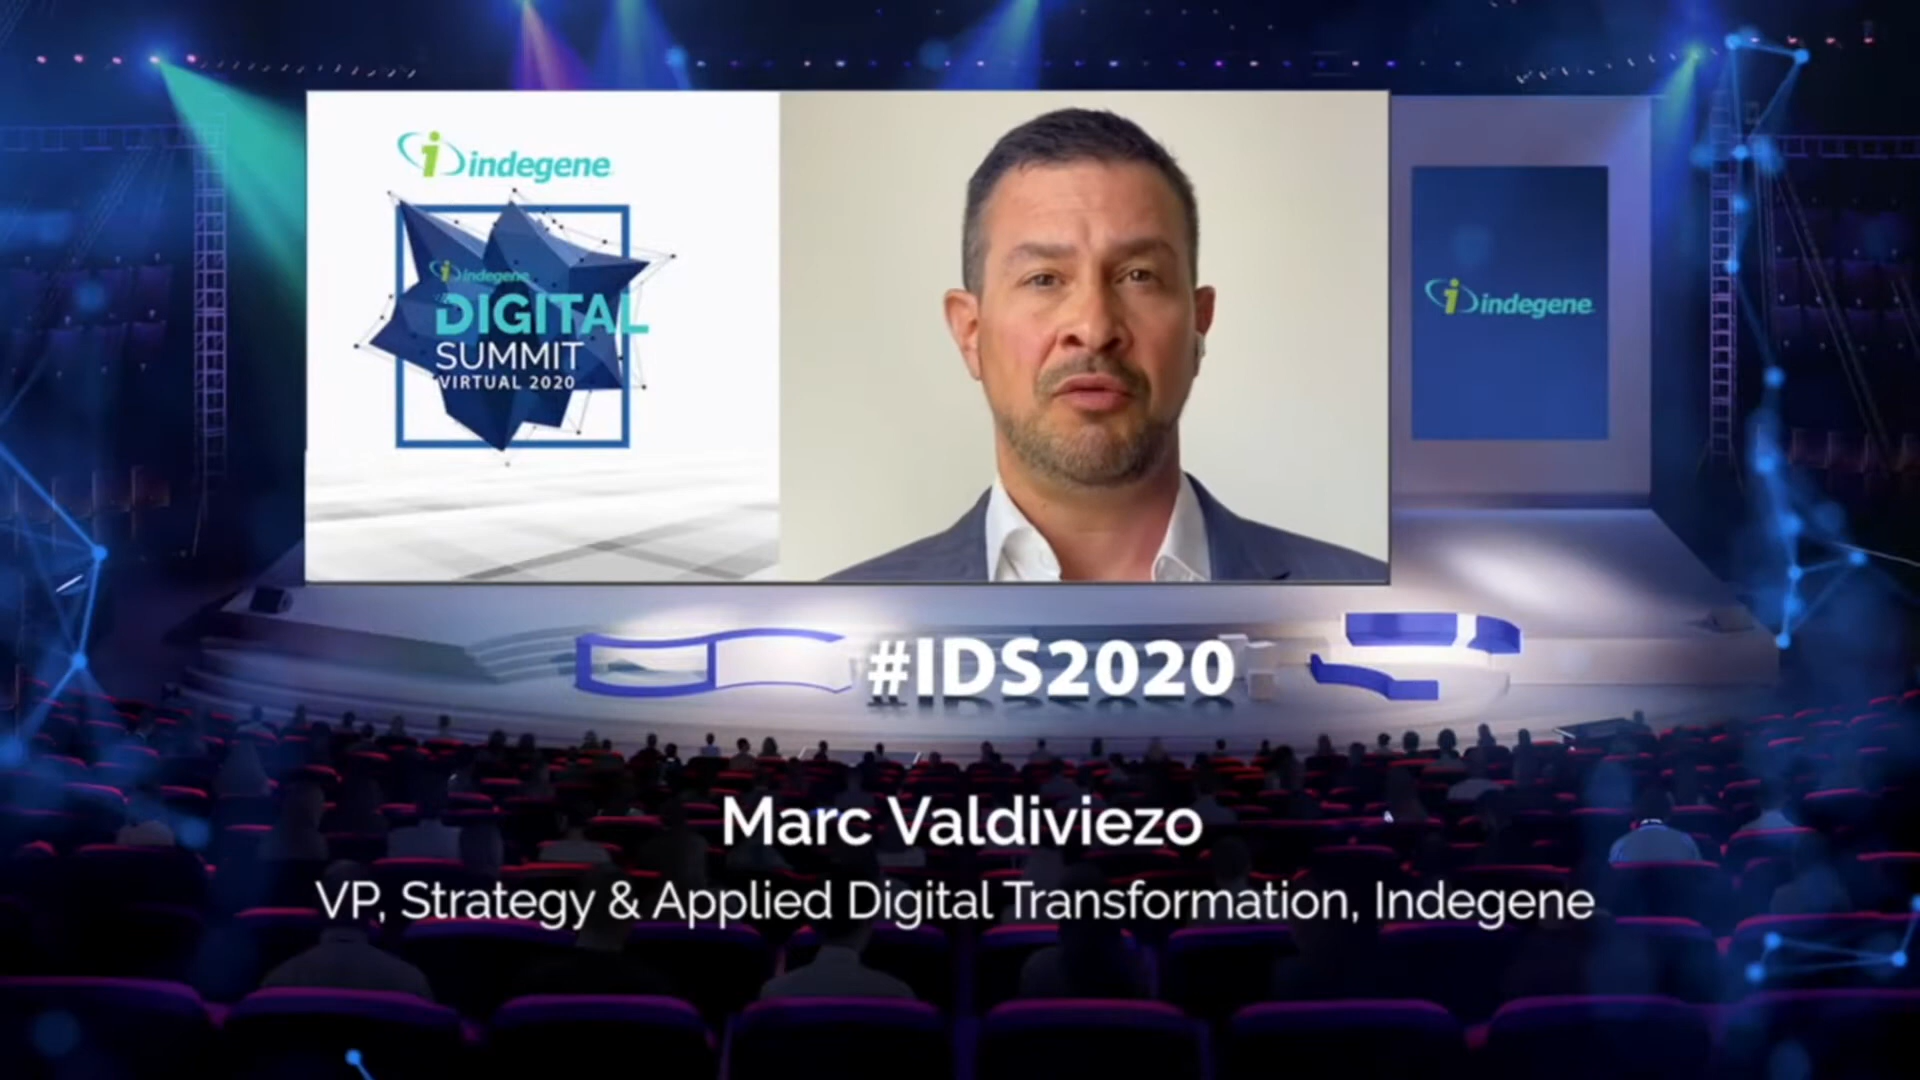 indegene
indegene
DIGITAL
SUMMIT
VIRTUAL 2020
indegene
#IDS2020
Marc Valdiviezo
VP, Strategy & Applied Digital Transformation, Indegene